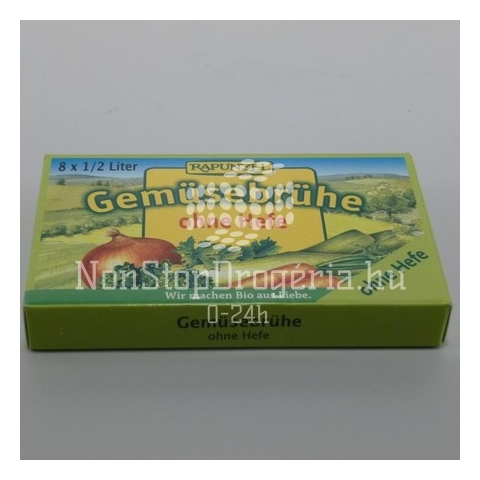 RAPUNZEL
8 x 1/2 Liter
Gemüsebrühe
ohne Hefe
ohne Hefe
NonStopDrogéria.hu
Wir machen Bio aus Liebe.
0-24h
Gemüsebrühe
ohne Hefe